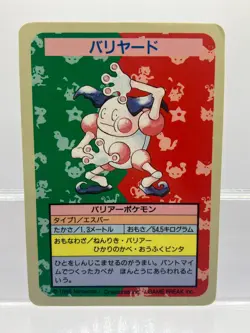 バリヤード
バリアーポケモン
タイプ1/エスパー
たかさ/1.3メートル おもさ/54.5キログラム
おもなわざ/ねんりき・バリアー
ひかりのかべ・おうふくビンタ
ひとをしんじこませるのがうまい。パントマイ
ムでつくったかべが ほんとうにあらわれるとい
う。